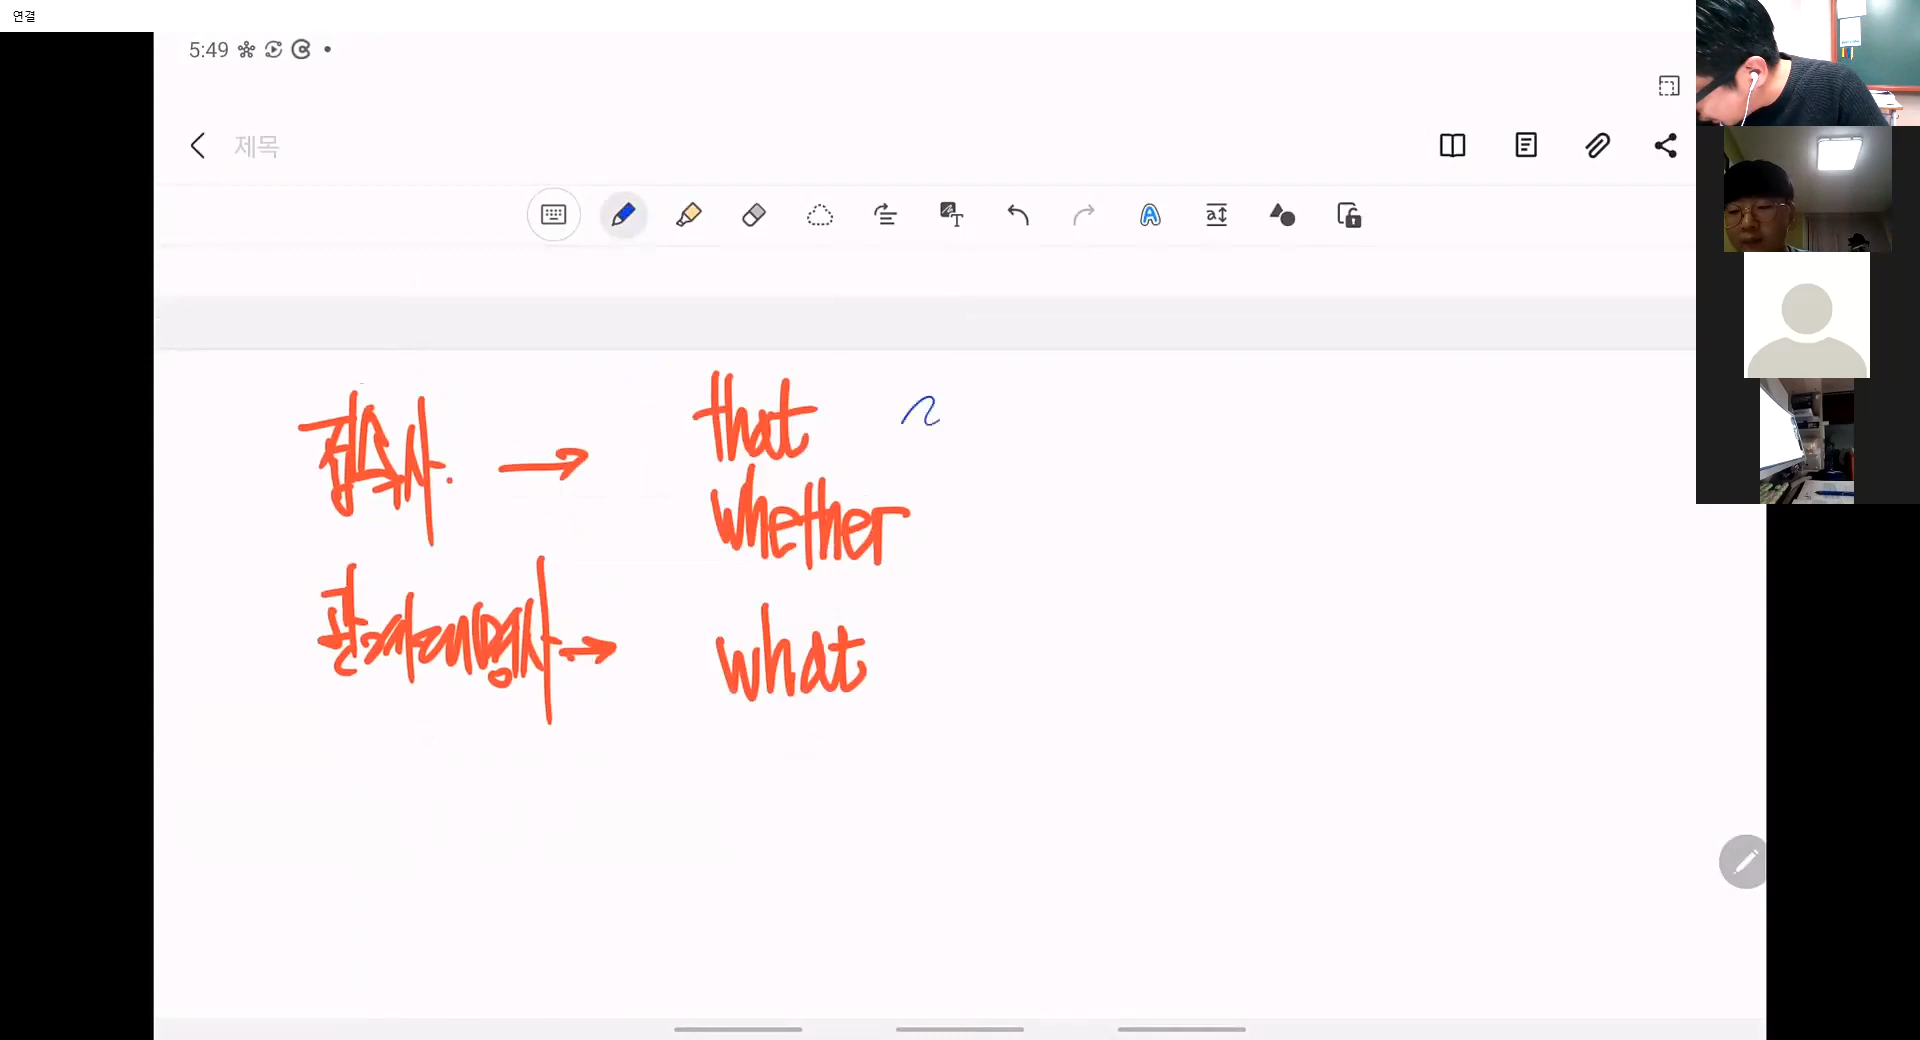 연결
5:49
제목
접속사. → that
whether
관계대명사 → what